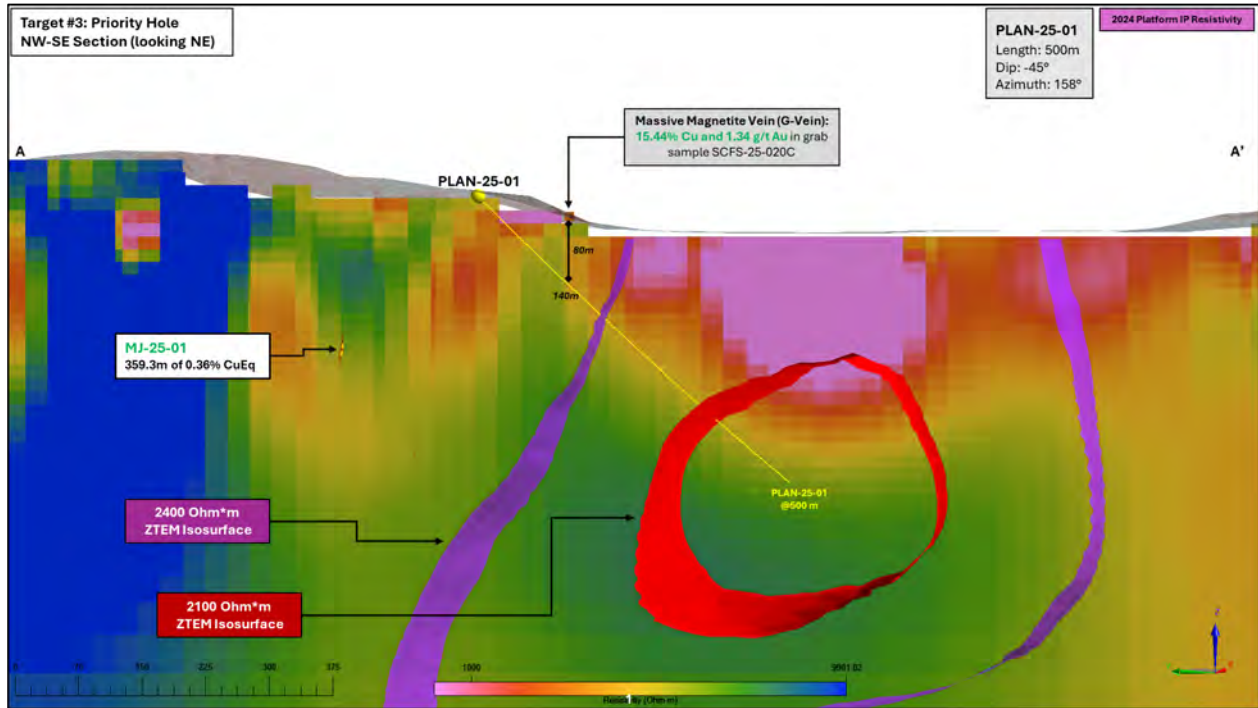 Target #3: Priority Hole
NW-SE Section (looking NE)
PLAN-25-01
Length: 500m
Dip: -45°
Azimuth: 158°
2024 Platform IP Resistivity
Massive Magnetite Vein (G-Vein):
15.44% Cu and 1.34 g/t Au in grab
sample SCFS-25-020C
A
A'
PLAN-25-01
80m
140m
MJ-25-01
359.3m of 0.36% CuEq
PLAN-25-01
@500 m
2400 Ohm*m
ZTEM Isosurface
2100 Ohm*m
ZTEM Isosurface
0
150
225
300
375
1000
Resistivity (Ohm·m)
1